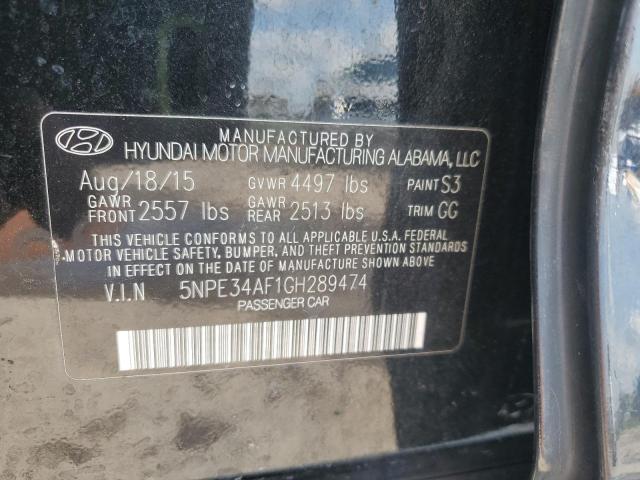 MANUFACTURED BY
HYUNDAI MOTOR MANUFACTURING ALABAMA, LLC
Aug/18/15 GVWR 4497 lbs PAINT S3
GAWR FRONT 2557 lbs GAWR REAR 2513 lbs TRIM GG
THIS VEHICLE CONFORMS TO ALL APPLICABLE U.S.A. FEDERAL
MOTOR VEHICLE SAFETY, BUMPER, AND THEFT PREVENTION STANDARDS
IN EFFECT ON THE DATE OF MANUFACTURE SHOWN ABOVE
V.I.N 5NPE34AF1GH289474
PASSENGER CAR